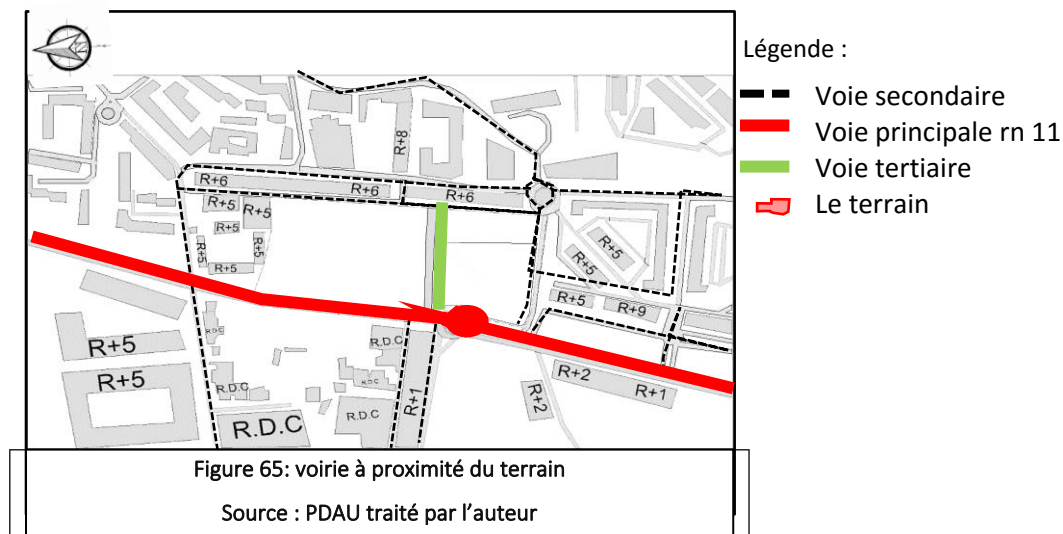 N
Légende :
Voie secondaire
Voie principale rn 11
Voie tertiaire
Le terrain
R+8
R+6
R+6
R+6
R+5
R+5
R+5
R+5
R+5
R+5
R+5
R+5
R+5
R+9
R+5
R+5
R.D.C
R.D.C
R.D.C
R.D.C
R.D.C
R.D.C
R+1
R+2
R+2
R+1
Figure 65: voirie à proximité du terrain
Source : PDAU traité par l'auteur